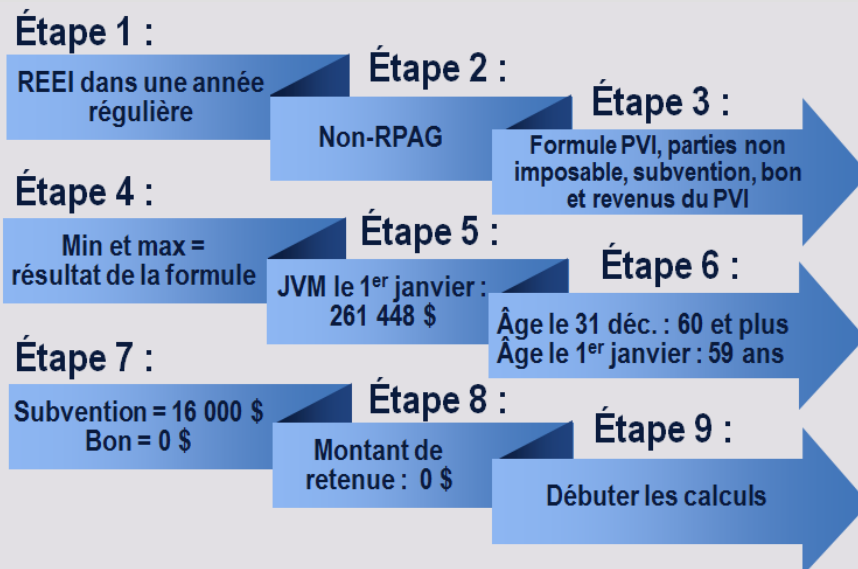 Étape 1 :
REEI dans une année
régulière
Étape 2 :
Non-RPAG
Étape 3 :
Formule PVI, parties non
imposable, subvention, bon
et revenus du PVI
Étape 4 :
Min et max =
résultat de la formule
Étape 5 :
JVM le 1er janvier :
261 448 $
Étape 6 :
Âge le 31 déc. : 60 et plus
Âge le 1er janvier : 59 ans
Étape 7 :
Subvention = 16 000 $
Bon = 0 $
Étape 8 :
Montant de
retenue : 0 $
Étape 9 :
Débuter les calculs